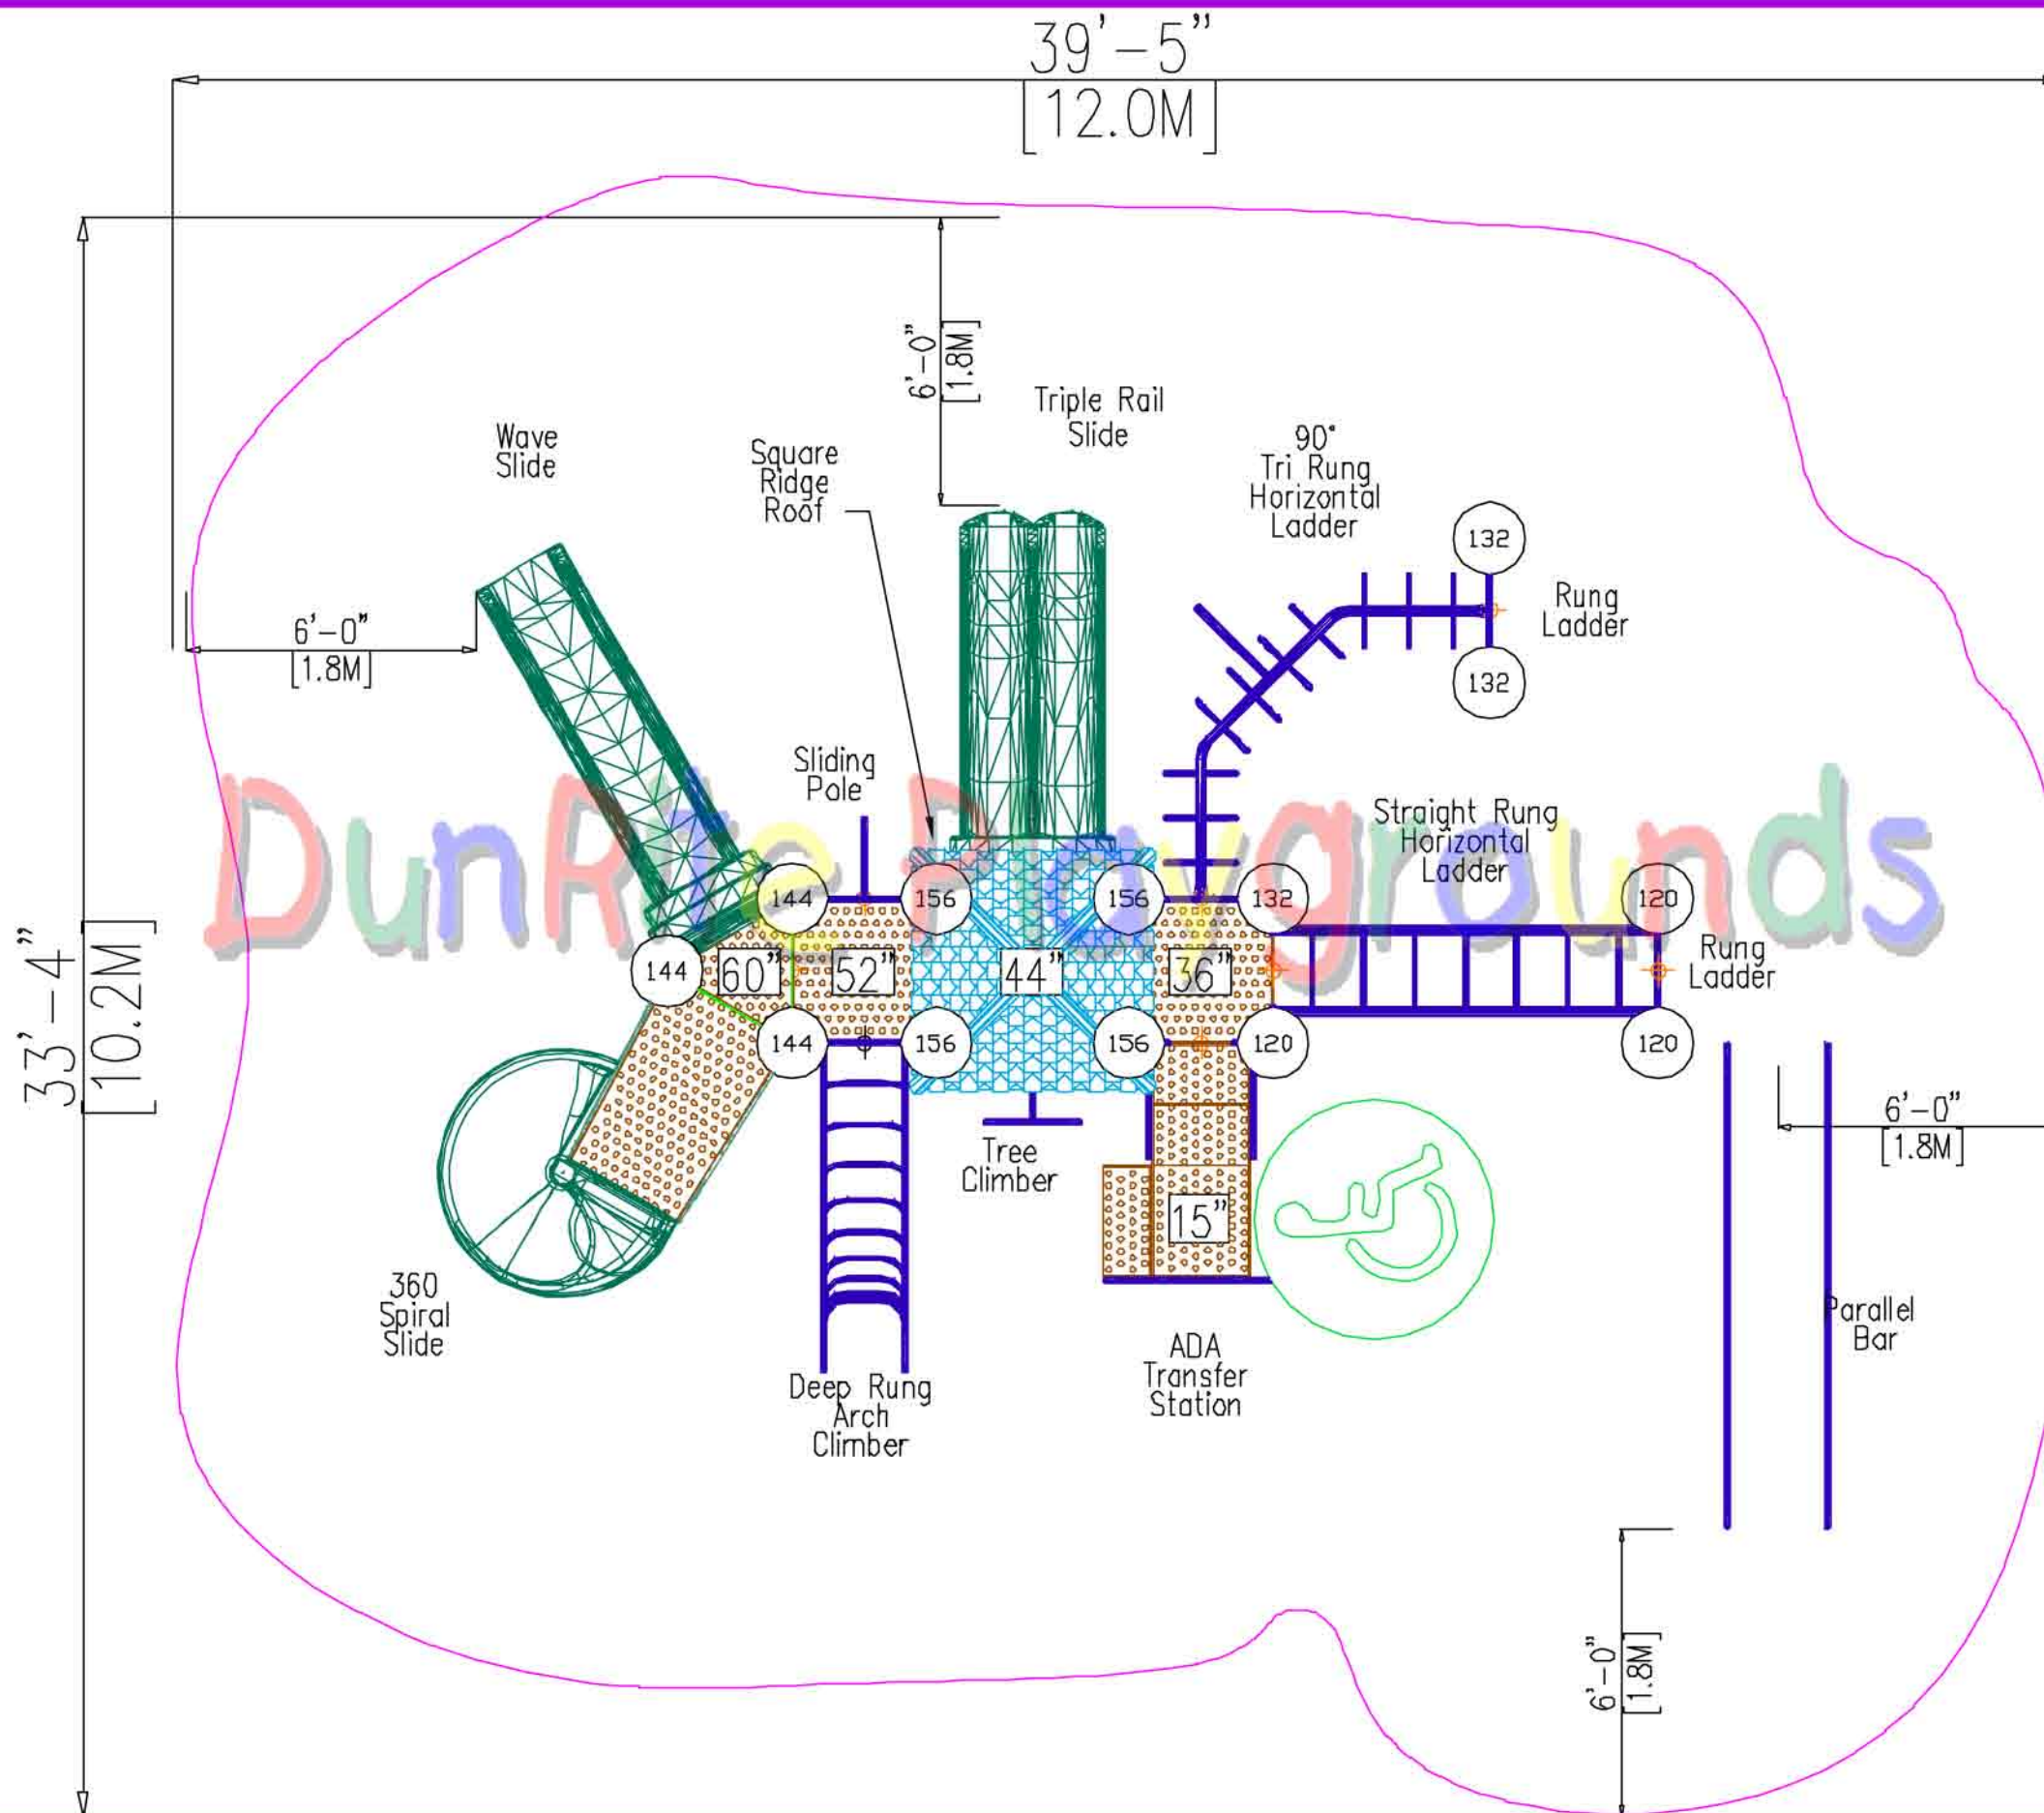 39'-5"
[12.0M]
6'-0"
[1.8M]
Triple Rail
Slide
Wave
Slide
Square
Ridge
Roof
90°
Tri Rung
Horizontal
Ladder
132
Rung
Ladder
132
6'-0"
[1.8M]
Sliding
Pole
Straight Rung
Horizontal
Ladder
DunRite Playgrounds
144
156
156
132
120
33'-4"
[10.2M]
144
60"
52"
44"
36"
Rung
Ladder
144
156
156
120
120
6'-0"
[1.8M]
Tree
Climber
15"
360
Spiral
Slide
Parallel
Bar
ADA
Transfer
Station
Deep Rung
Arch
Climber
6'-0"
[1.8M]